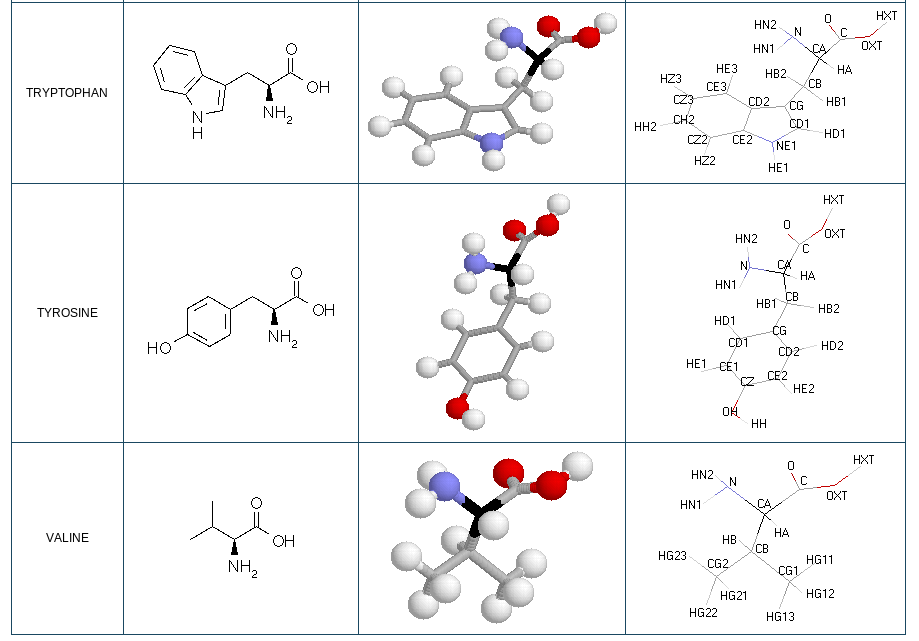 TRYPTOPHAN
O
OH
NH2
N
H
HN2
N
HN1
O
C
HXT
OXT
CA
HA
HB2
CB
HB1
HE3
HZ3
CE3
CZ3
CD2
CG
CD1
HD1
HH2
CH2
CZ2
CE2
NE1
HZ2
HE1
TYROSINE
O
OH
NH2
HO
HXT
O
OXT
C
HN2
N
CA
HA
HN1
HB1
CB
HB2
HD1
CG
CD1
CD2
HD2
HE1
CE1
CE2
CZ
HE2
OH
HH
VALINE
O
OH
NH2
HXT
O
C
OXT
HN2
N
HN1
CA
HA
HB
CB
HG23
CG2
CG1
HG11
HG21
HG12
HG22
HG13